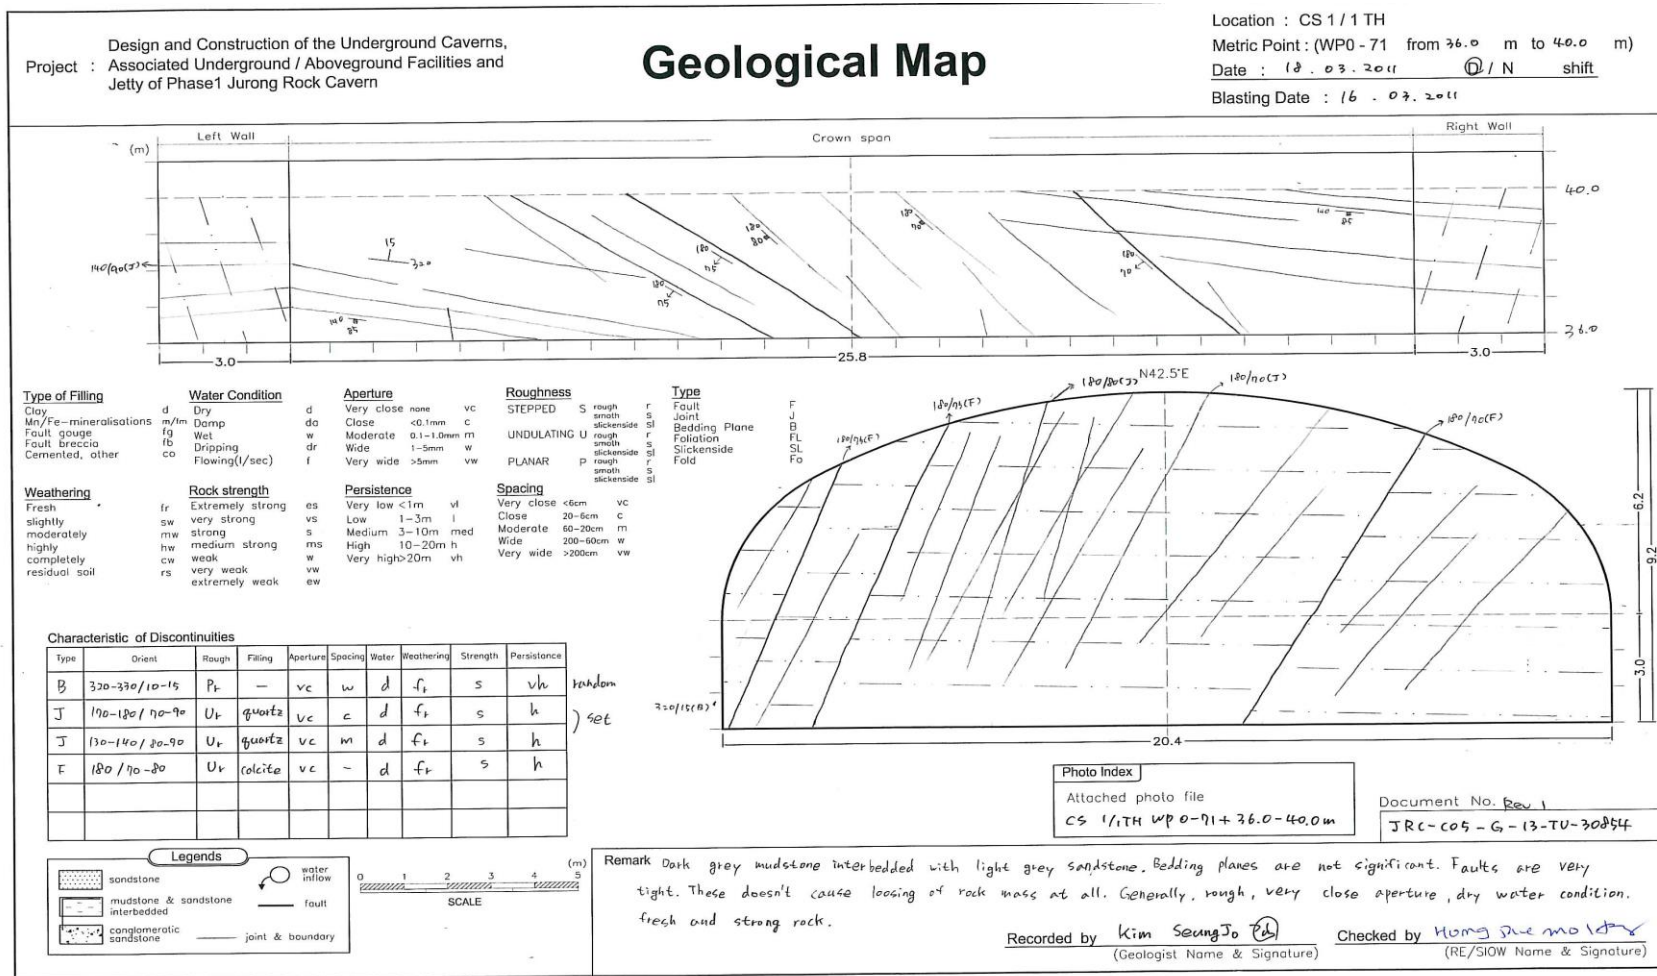 Project :
Design and Construction of the Underground Caverns,
Associated Underground / Aboveground Facilities and
Jetty of Phase1 Jurong Rock Cavern
Geological Map
Location : CS 1 / 1 TH
Metric Point : (WP0 - 71 from 36.0 m to 40.0 m)
Date : 18 . 03 . 2011 D / N shift
Blasting Date : 16 . 03 . 2011
(m) Left Wall Crown span Right Wall
40.0
36.0
140/90(J)
15
320
140
85
180
75
180
75
180
80
180
70
180
70
140
85
3.0 25.8 3.0
Type of Filling
Clay d
Mn/Fe-mineralisations m/fm
Fault gouge fg
Fault breccia fb
Cemented, other co
Water Condition
Dry d
Damp da
Wet w
Dripping dr
Flowing(l/sec) f
Aperture
Very close none vc
Close <0.1mm c
Moderate 0.1-1.0mm m
Wide 1-5mm w
Very wide >5mm vw
Roughness
STEPPED S rough r
smoth s
slickenside sl
UNDULATING U rough r
smoth s
slickenside sl
PLANAR P rough r
smoth s
slickenside sl
Type
Fault F
Joint J
Bedding Plane B
Foliation FL
Slickenside SL
Fold Fo
Weathering
Fresh fr
slightly sw
moderately mw
highly hw
completely cw
residual soil rs
Rock strength
Extremely strong es
very strong vs
strong s
medium strong ms
weak w
very weak vw
extremely weak ew
Persistence
Very low <1m vl
Low 1-3m l
Medium 3-10m med
High 10-20m h
Very high>20m vh
Spacing
Very close <6cm vc
Close 20-6cm c
Moderate 60-20cm m
Wide 200-60cm w
Very wide >200cm vw
N42.5°E
180/75(F)
180/75(F)
180/80(J)
180/70(J)
180/70(F)
320/15(B)
6.2
9.2
3.0
20.4
Characteristic of Discontinuities
Type Orient Rough Filling Aperture Spacing Water Weathering Strength Persistance
B 320-330/10-15 Pr - vc w d fr s vh random
J 170-180/70-90 Ur quartz vc c d fr s h
) set
J 130-140/80-90 Ur quartz vc m d fr s h
F 180/70-80 Ur calcite vc - d fr s h
Photo Index
Attached photo file
CS 1/1TH WP 0-71+36.0-40.0m
Document No. Rev 1
JRC-C05-G-13-TU-30854
Legends
sandstone
mudstone & sandstone
interbedded
conglomeratic
sandstone
water
inflow
fault
joint & boundary
(m)
0 1 2 3 4 5
SCALE
Remark Dark grey mudstone interbedded with light grey sandstone. Bedding planes are not significant. Faults are very
tight. These doesn't cause loosing of rock mass at all. Generally, rough, very close aperture, dry water condition.
fresh and strong rock.
Recorded by Kim SeungJo
(Geologist Name & Signature)
Checked by
(RE/SIOW Name & Signature)